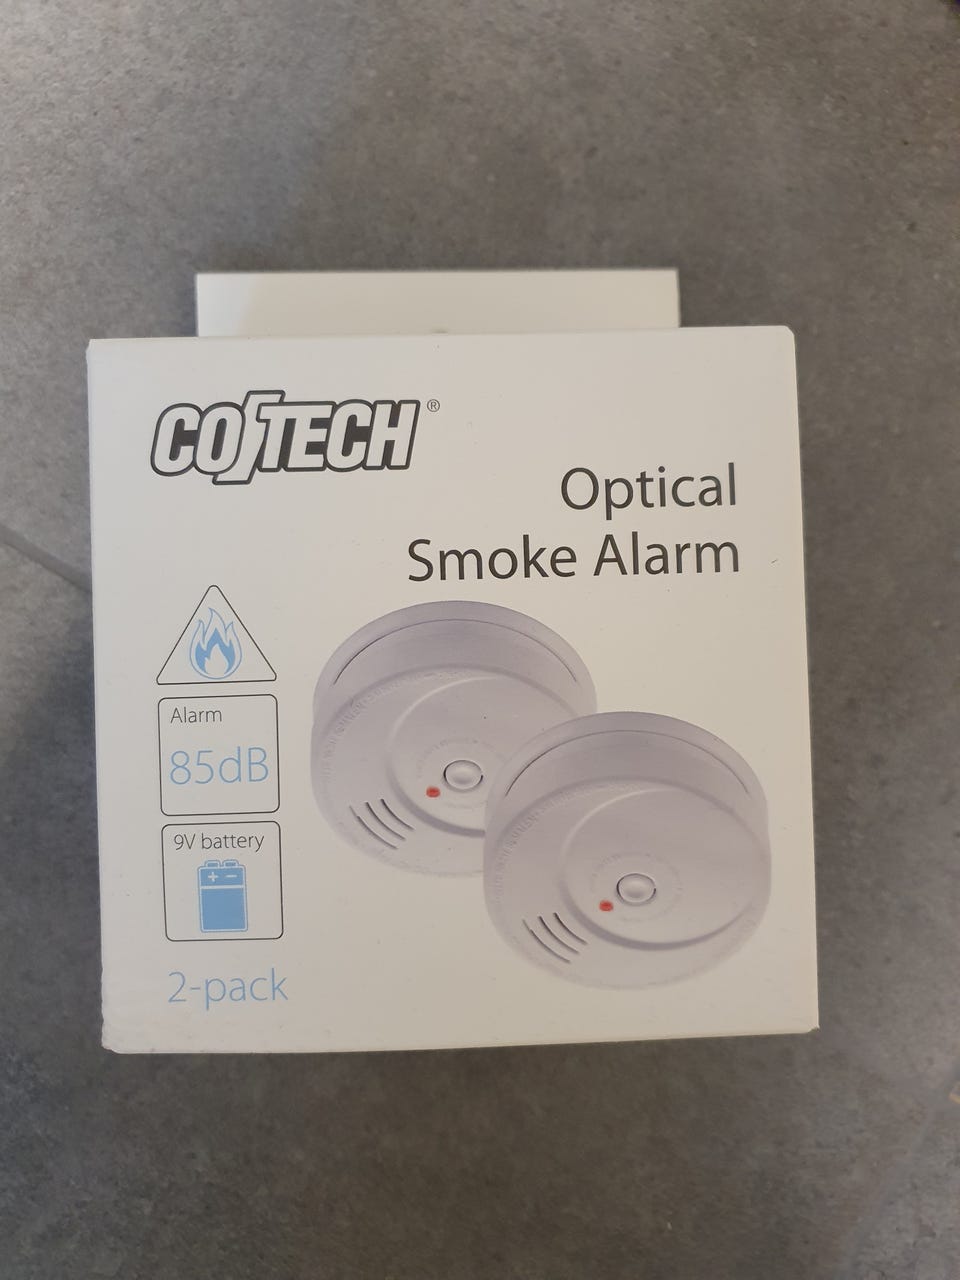 COTECH®
Optical
Smoke Alarm
Alarm
85dB
9V battery
+ -
2-pack